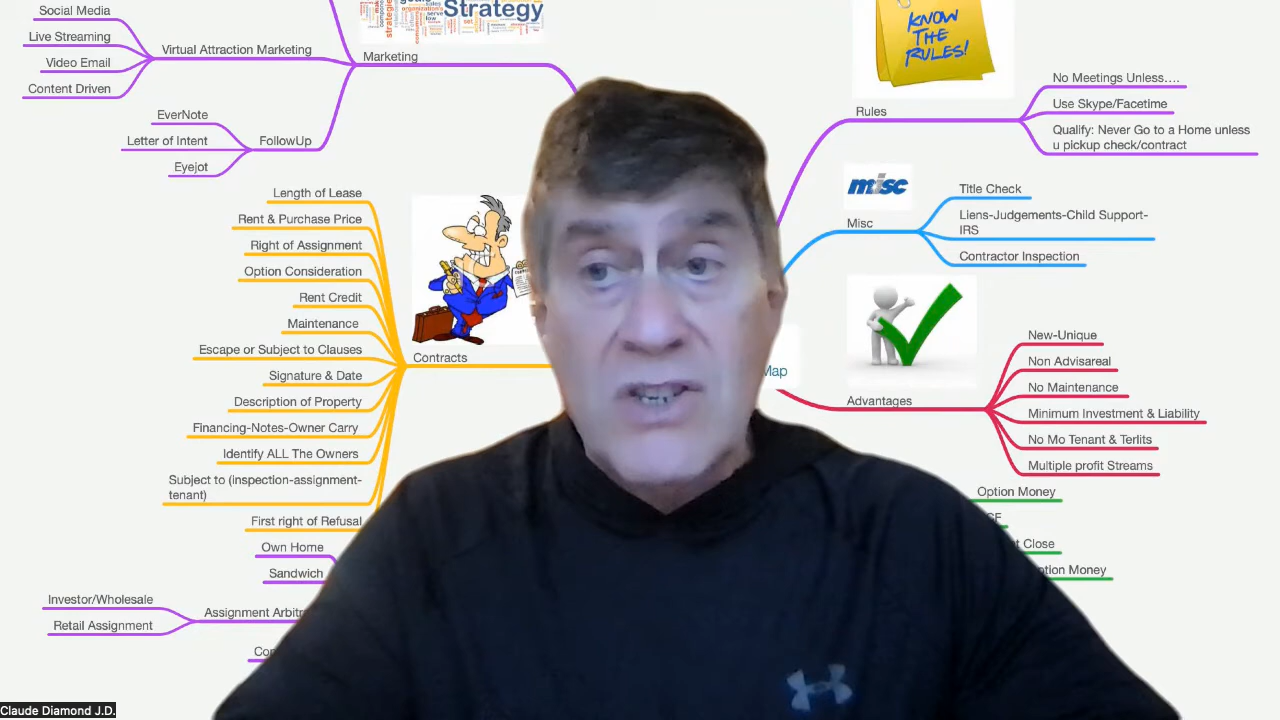 Social Media
Live Streaming
Video Email
Content Driven
Virtual Attraction Marketing
Strategy
Marketing
EverNote
Letter of Intent
Eyejot
FollowUp
Length of Lease
Rent & Purchase Price
Right of Assignment
Option Consideration
Rent Credit
Maintenance
Escape or Subject to Clauses
Signature & Date
Description of Property
Financing-Notes-Owner Carry
Identify ALL The Owners
Subject to (inspection-assignment-
tenant)
First right of Refusal
Contracts
Own Home
Sandwich
Investor/Wholesale
Retail Assignment
Assignment
KNOW
THE
RULES!
Rules
No Meetings Unless....
Use Skype/Facetime
Qualify: Never Go to a Home unless
u pickup check/contract
misc
Misc
Title Check
Liens-Judgements-Child Support-
IRS
Contractor Inspection
Map
Advantages
New-Unique
Non Advisareal
No Maintenance
Minimum Investment & Liability
No Mo Tenant & Terlits
Multiple profit Streams
Option Money
Close
Money
Claude Diamond J.D.